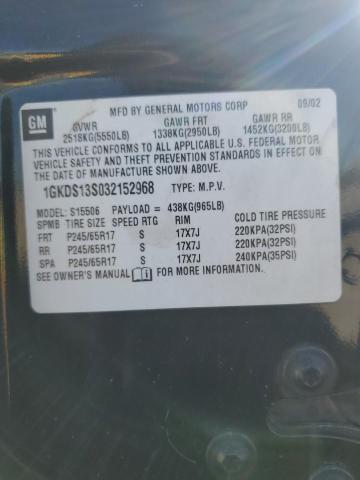 GM
MFD BY GENERAL MOTORS CORP 09/02
GVWR GAWR FRT GAWR RR
2518KG(5550LB) 1338KG(2950LB) 1452KG(3200LB)
THIS VEHICLE CONFORMS TO ALL APPLICABLE U.S. FEDERAL MOTOR
VEHICLE SAFETY AND THEFT PREVENTION STANDARDS IN EFFECT ON
THE DATE OF MANUFACTURE SHOWN ABOVE.
1GKDS13S032152968 TYPE: M.P.V.
MODEL: S15506 PAYLOAD = 438KG(965LB)
SPMB TIRE SIZE SPEED RTG RIM COLD TIRE PRESSURE
FRT P245/65R17 S 17X7J 220KPA(32PSI)
RR P245/65R17 S 17X7J 220KPA(32PSI)
SPA P245/65R17 S 17X7J 240KPA(35PSI)
SEE OWNER'S MANUAL FOR MORE INFORMATION.